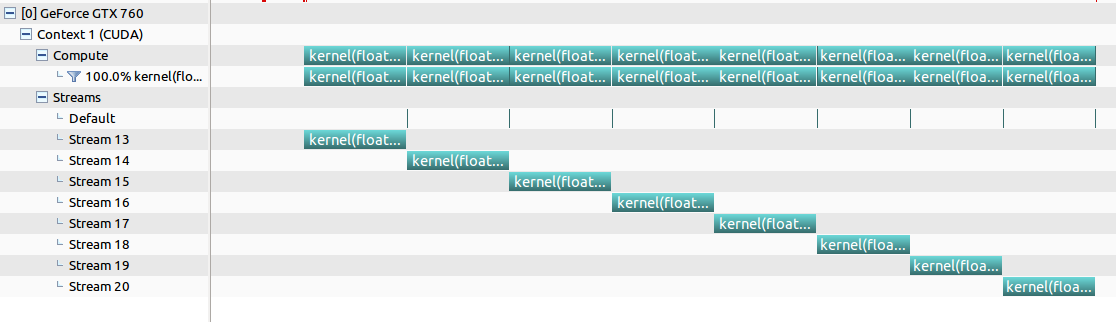 [0] GeForce GTX 760
Context 1 (CUDA)
Compute kernel(float... kernel(float... kernel(float... kernel(float... kernel(float... kernel(floa... kernel(floa... kernel(floa...
100.0% kernel(flo... kernel(float... kernel(float... kernel(float... kernel(float... kernel(float... kernel(floa... kernel(floa... kernel(floa...
Streams
Default
Stream 13 kernel(float...
Stream 14 kernel(float...
Stream 15 kernel(float...
Stream 16 kernel(float...
Stream 17 kernel(float...
Stream 18 kernel(floa...
Stream 19 kernel(floa...
Stream 20 kernel(floa...